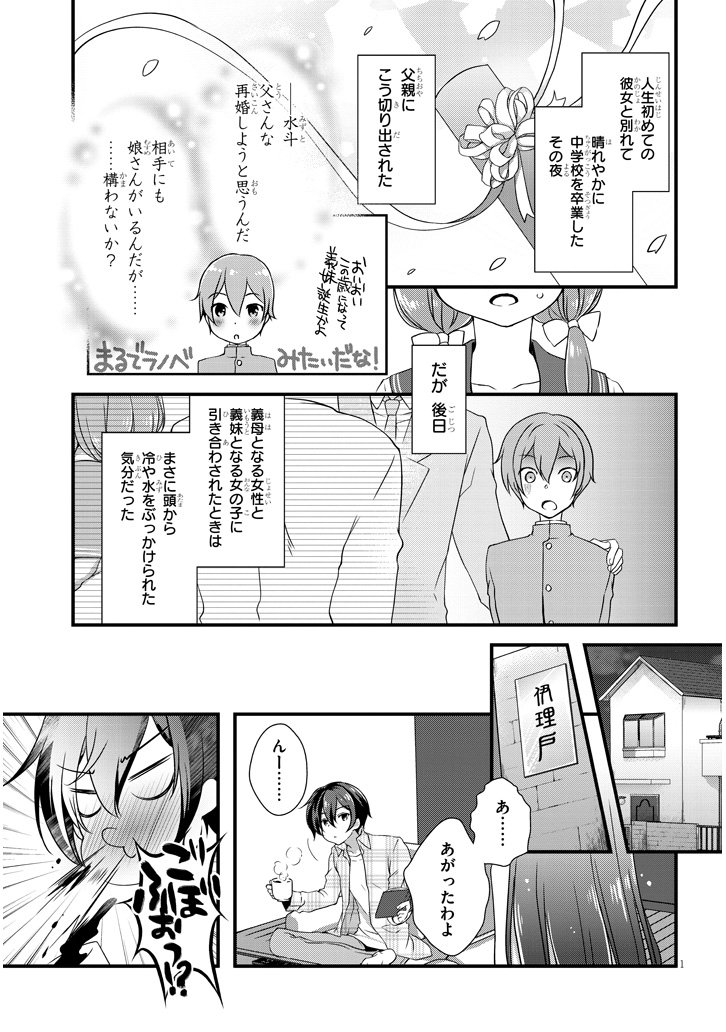 人生初めての
彼女と別れて
晴れやかに
中学校を卒業した
その夜
父親に
こう切り出された
――水斗
父さんな
再婚しようと思うんだ
相手にも
娘さんがいるんだが……
……構わないか？
おいおい
この歳になって
義妹誕生かよ
まるでラノベ
みたいだな！
だが 後日
義母となる女性と
義妹となる女の子に
引き合わされたときは
まさに頭から
冷や水をぶっかけられた
気分だった
伊理戸
あ……
あがったわよ
んー……
ごぼ
ぶおっ!?
1